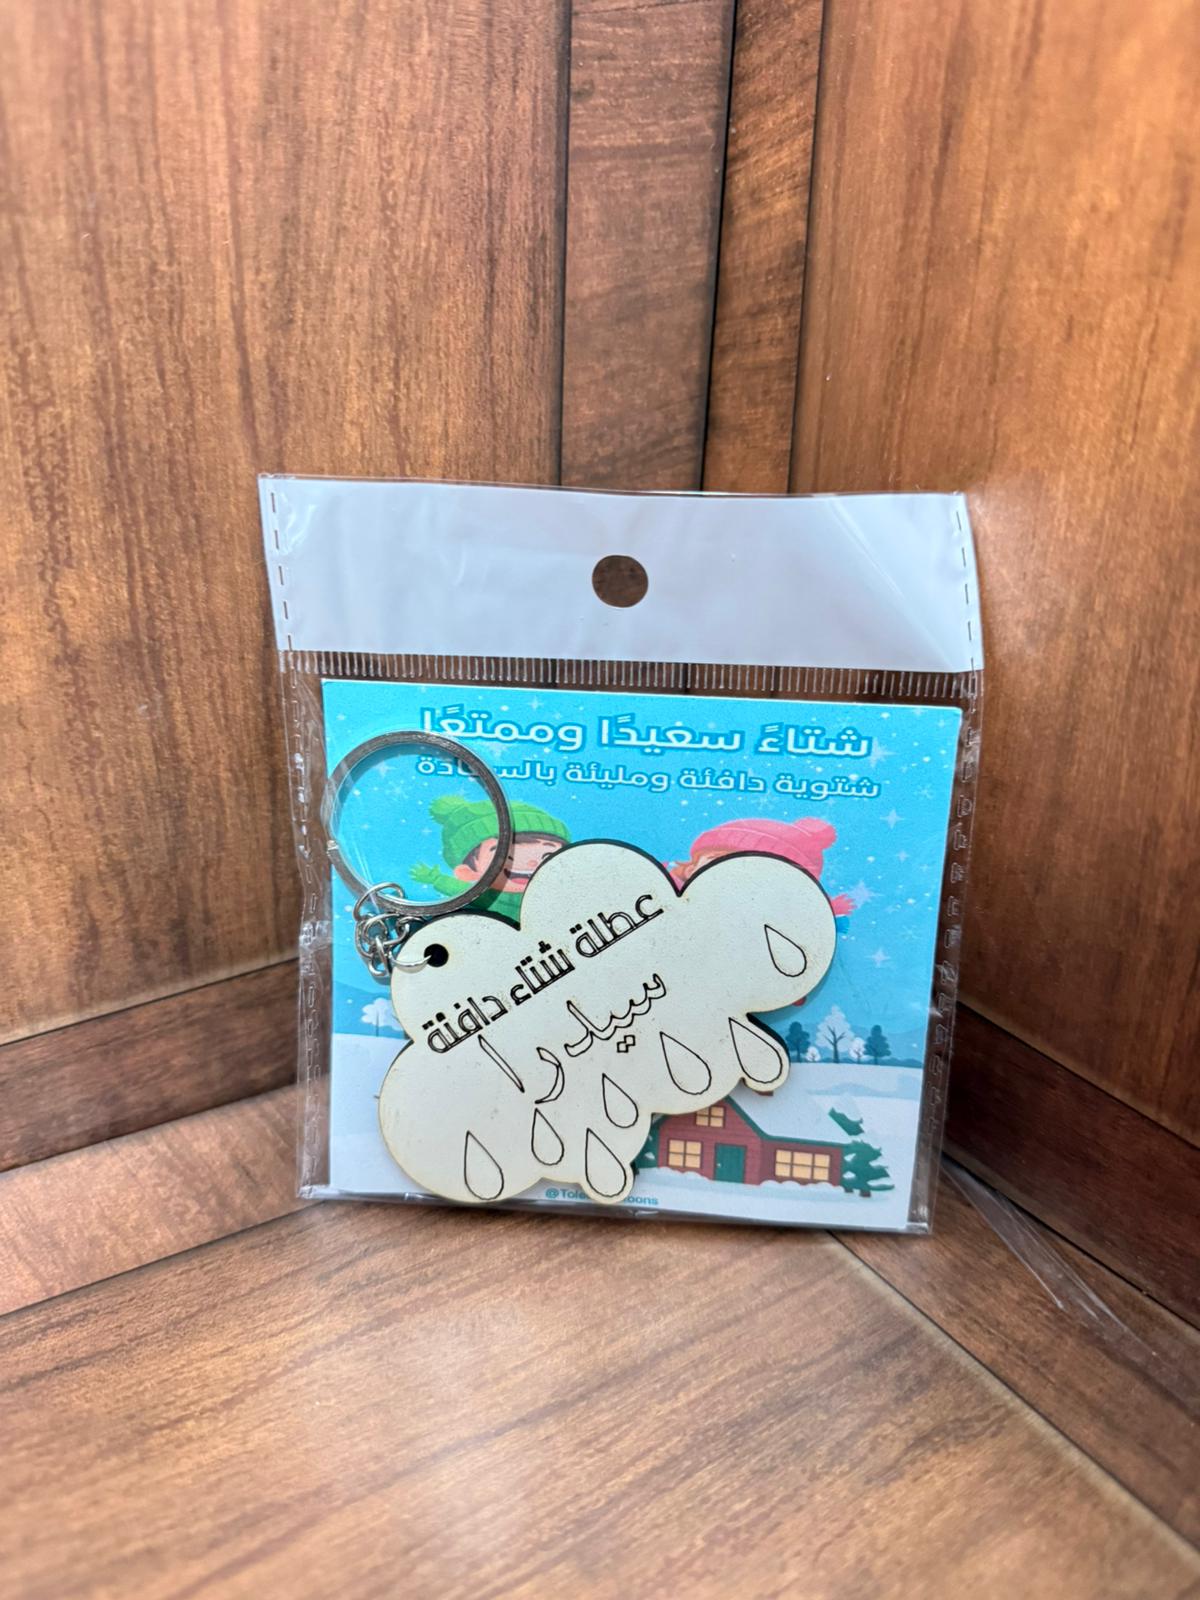 شتاءً سعيدًا وممتعًا
شتوية دافئة ومليئة بالسعادة
عطلة شتاء دافئة
سيدرا